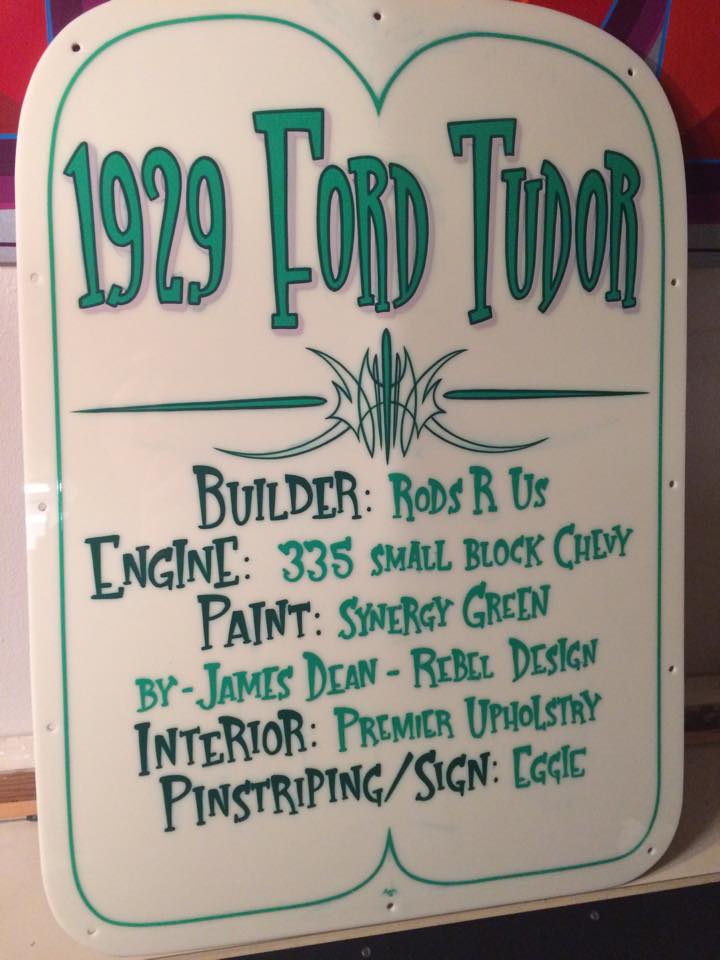 1929 Ford Tudor
Builder: Rods R Us
Engine: 335 small block Chevy
Paint: Synergy Green
by - James Dean - Rebel Design
Interior: Premier Upholstry
Pinstriping/Sign: Eggie